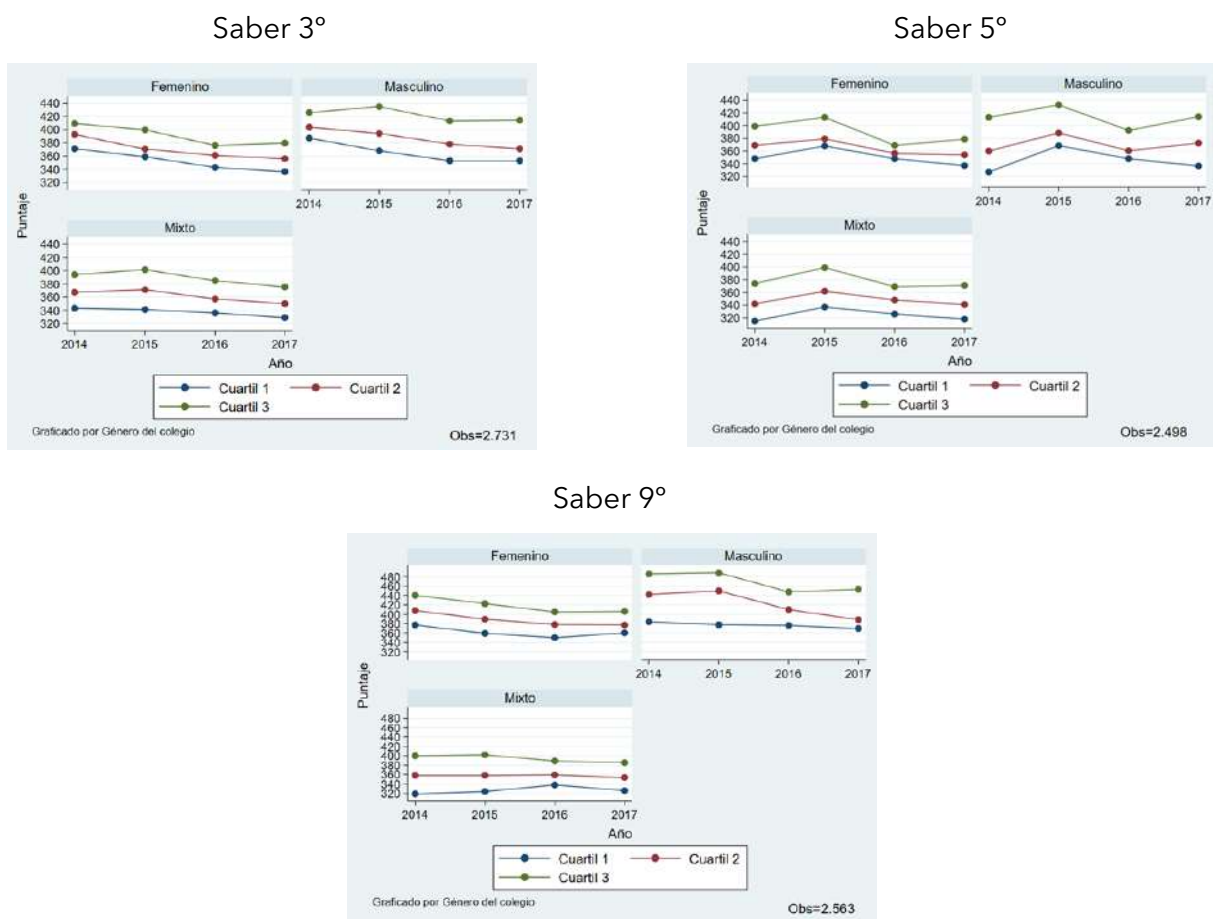 Saber 3º
Femenino
Masculino
440
420
400
380
360
340
320
2014
2015
2016
2017
Puntaje
Mixto
440
420
400
380
360
340
320
2014
2015
2016
2017
Año
Cuartil 1
Cuartil 2
Cuartil 3
Graficado por Género del colegio
Obs=2.731
Saber 5º
Femenino
Masculino
440
420
400
380
360
340
320
2014
2015
2016
2017
Puntaje
Mixto
440
420
400
380
360
340
320
2014
2015
2016
2017
Año
Cuartil 1
Cuartil 2
Cuartil 3
Graficado por Género del colegio
Obs=2.498
Saber 9º
Femenino
Masculino
480
460
440
420
400
380
360
340
320
2014
2015
2016
2017
Puntaje
Mixto
480
460
440
420
400
380
360
340
320
2014
2015
2016
2017
Año
Cuartil 1
Cuartil 2
Cuartil 3
Graficado por Género del colegio
Obs=2.563